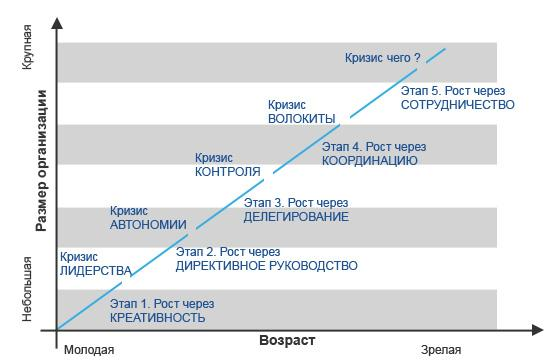 Крупная
Размер организации
Небольшая
Кризис чего ?
Этап 5. Рост через
СОТРУДНИЧЕСТВО
Кризис
ВОЛОКИТЫ
Этап 4. Рост через
КООРДИНАЦИЮ
Кризис
КОНТРОЛЯ
Этап 3. Рост через
ДЕЛЕГИРОВАНИЕ
Кризис
АВТОНОМИИ
Этап 2. Рост через
ДИРЕКТИВНОЕ РУКОВОДСТВО
Кризис
ЛИДЕРСТВА
Этап 1. Рост через
КРЕАТИВНОСТЬ
Молодая
Возраст
Зрелая